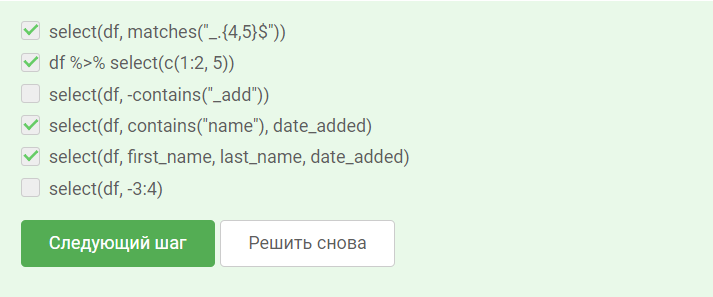 select(df, matches("_.{4,5}$"))
df %>% select(c(1:2, 5))
select(df, -contains("_add"))
select(df, contains("name"), date_added)
select(df, first_name, last_name, date_added)
select(df, -3:4)
Следующий шаг Решить снова